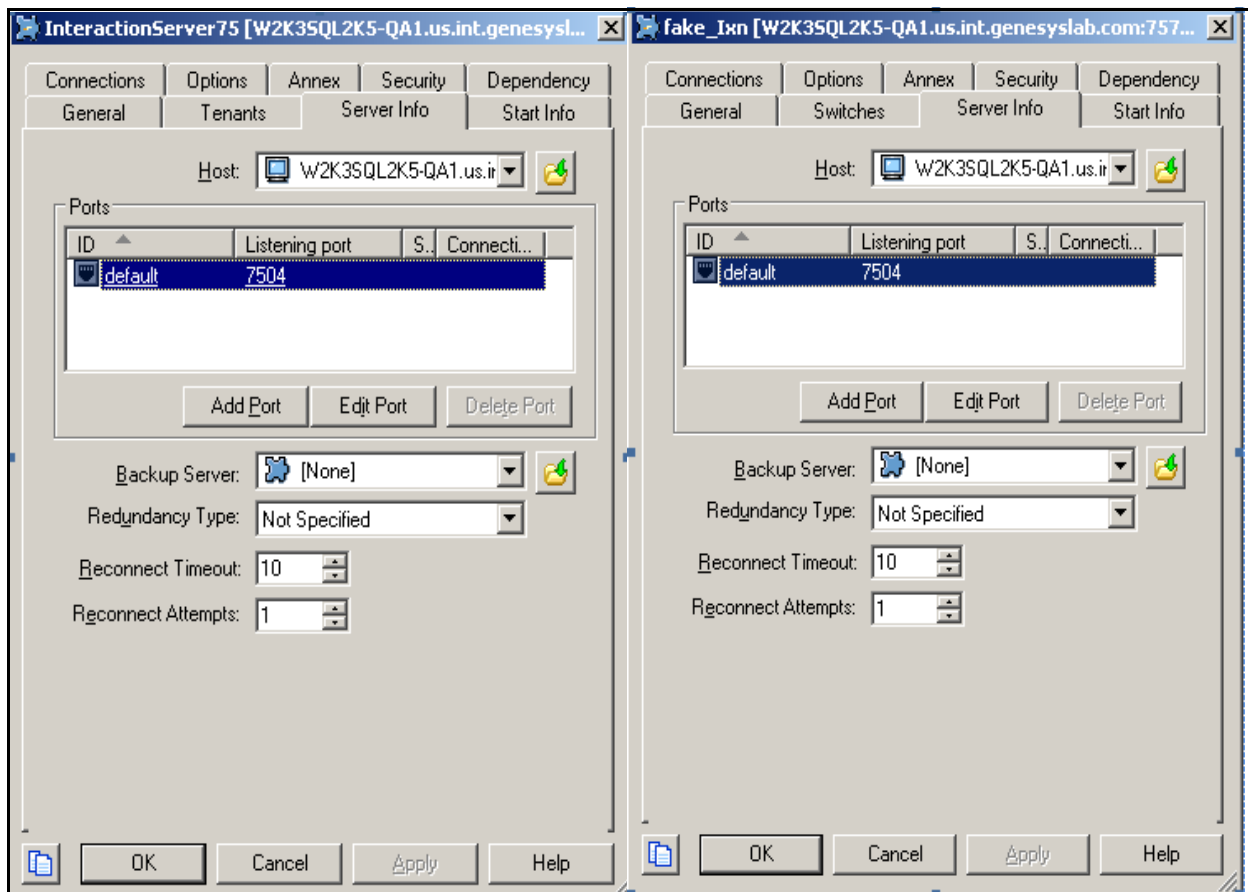 InteractionServer75 [W2K3SQL2K5-QA1.us.int.genesysl...
Connections Options Annex Security Dependency
General Tenants Server Info Start Info
Host: W2K3SQL2K5-QA1.us.ir
Ports
ID Listening port S.. Connecti...
default 7504
Add Port Edit Port Delete Port
Backup Server: [None]
Redundancy Type: Not Specified
Reconnect Timeout: 10
Reconnect Attempts: 1
OK Cancel Apply Help
fake_Ixn [W2K3SQL2K5-QA1.us.int.genesyslab.com:757...
Connections Options Annex Security Dependency
General Switches Server Info Start Info
Host: W2K3SQL2K5-QA1.us.ir
Ports
ID Listening port S.. Connecti...
default 7504
Add Port Edit Port Delete Port
Backup Server: [None]
Redundancy Type: Not Specified
Reconnect Timeout: 10
Reconnect Attempts: 1
OK Cancel Apply Help